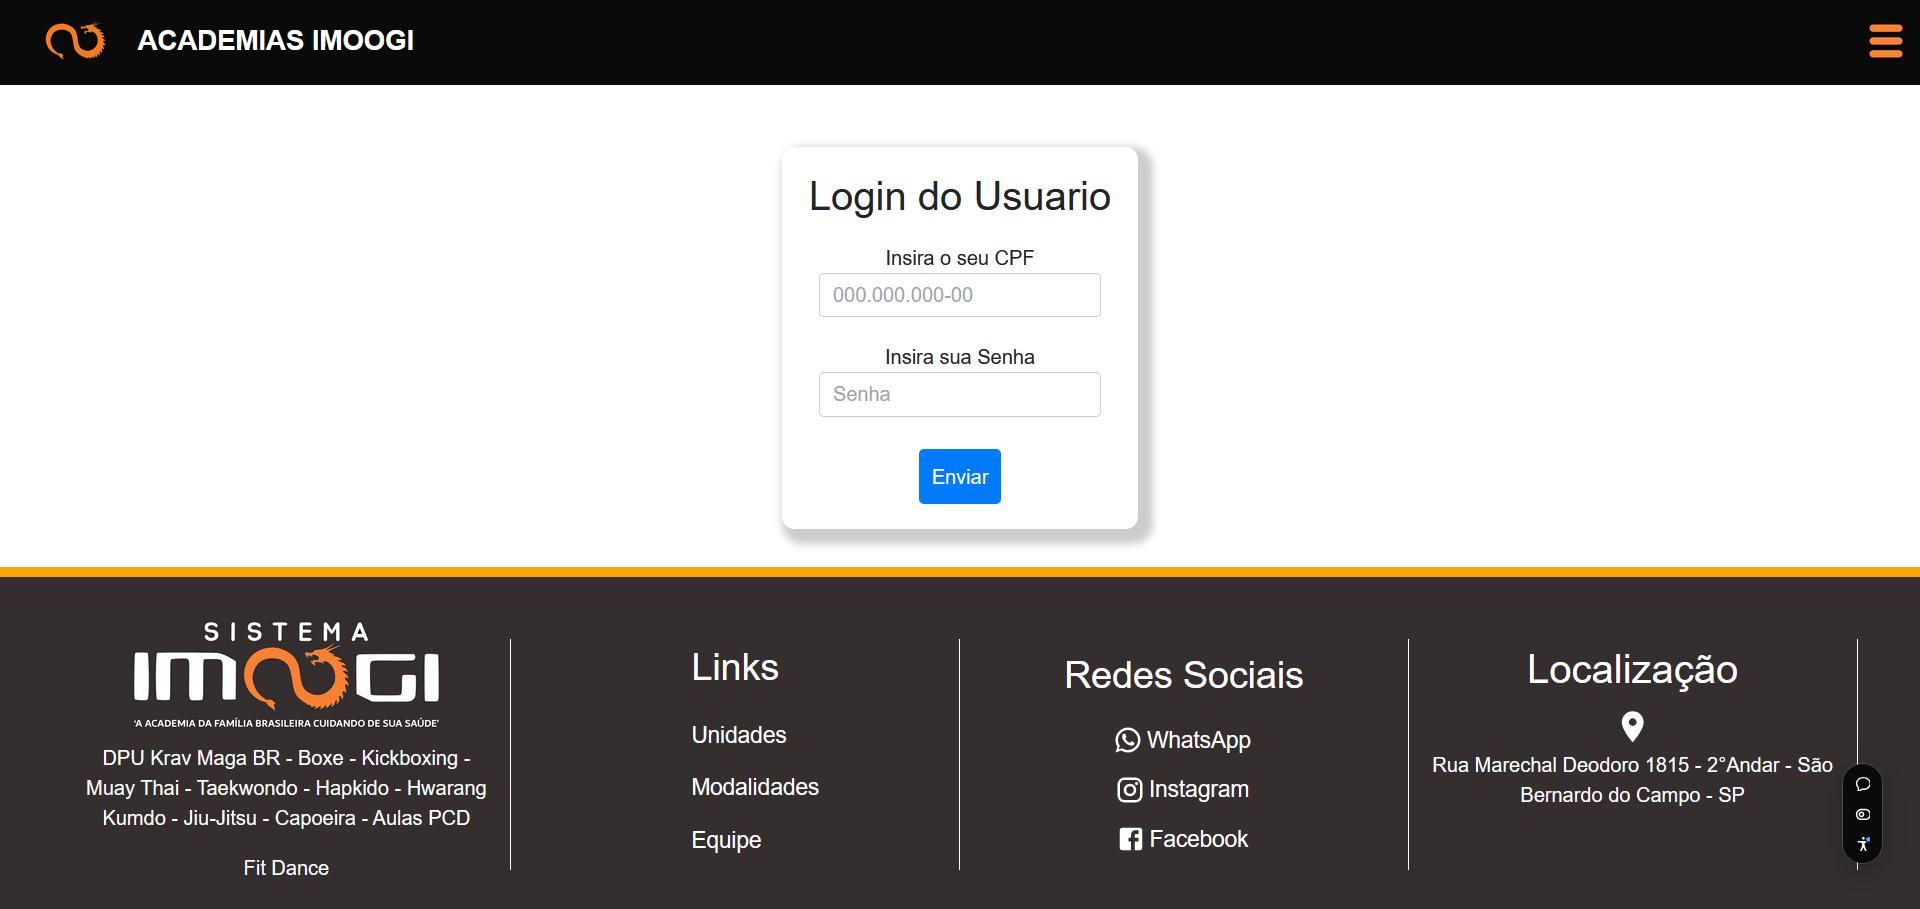 ACADEMIAS IMOOGI
Login do Usuario
Insira o seu CPF
000.000.000-00
Insira sua Senha
Senha
Enviar
SISTEMA
IMOOGI
'A ACADEMIA DA FAMÍLIA BRASILEIRA CUIDANDO DE SUA SAÚDE'
DPU Krav Maga BR - Boxe - Kickboxing -
Muay Thai - Taekwondo - Hapkido - Hwarang
Kumdo - Jiu-Jitsu - Capoeira - Aulas PCD
Fit Dance
Links
Unidades
Modalidades
Equipe
Redes Sociais
WhatsApp
Instagram
Facebook
Localização
Rua Marechal Deodoro 1815 - 2°Andar - São
Bernardo do Campo - SP